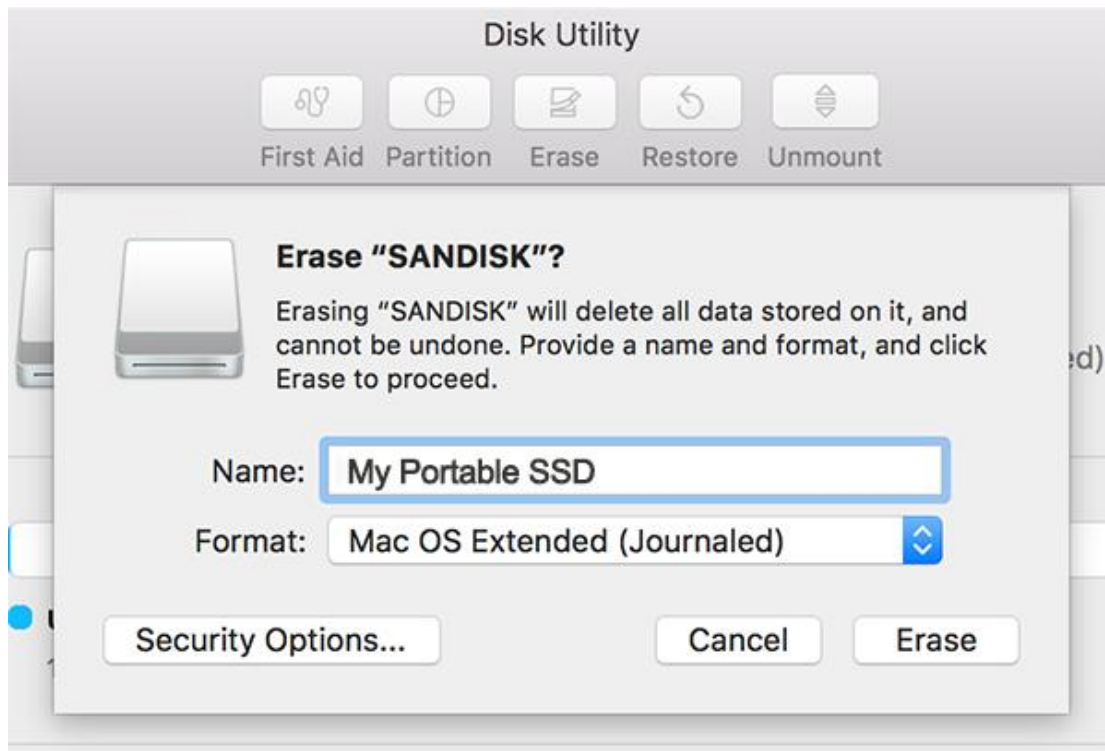 Disk Utility
First Aid Partition Erase Restore Unmount
Erase “SANDISK”?
Erasing “SANDISK” will delete all data stored on it, and
cannot be undone. Provide a name and format, and click
Erase to proceed.
ed)
Name: My Portable SSD
Format: Mac OS Extended (Journaled)
Security Options... Cancel Erase